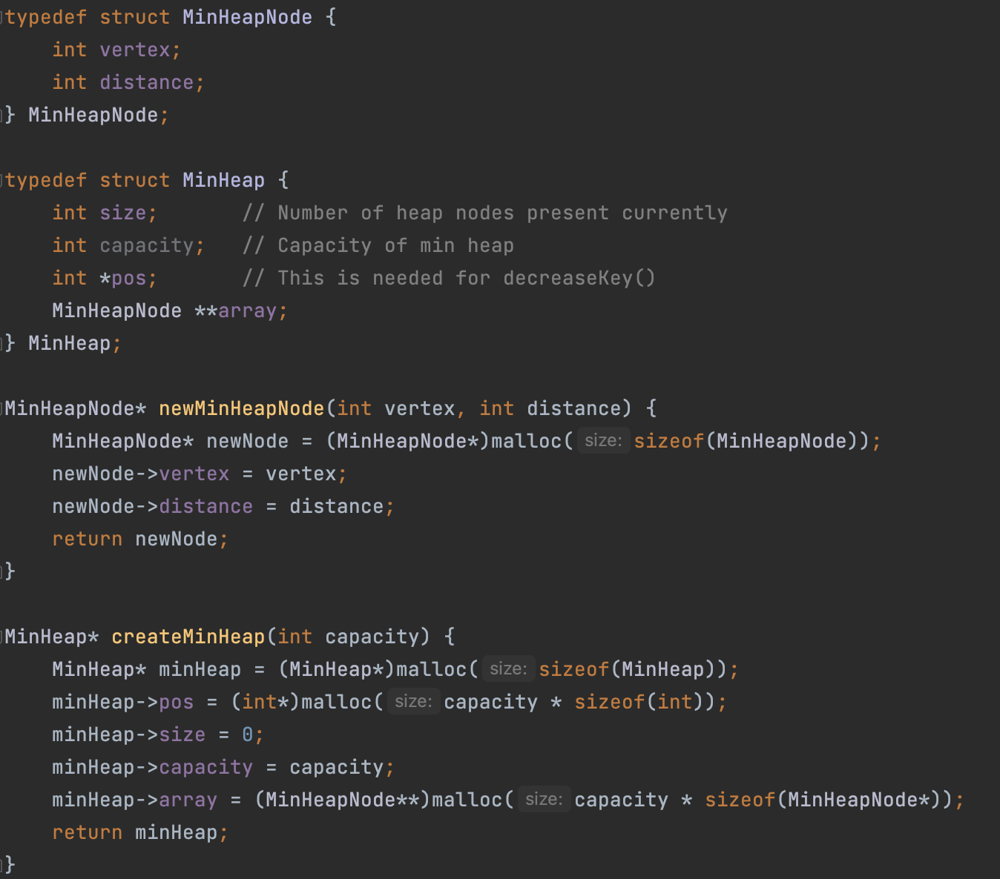 typedef struct MinHeapNode {
    int vertex;
    int distance;
} MinHeapNode;

typedef struct MinHeap {
    int size;       // Number of heap nodes present currently
    int capacity;   // Capacity of min heap
    int *pos;       // This is needed for decreaseKey()
    MinHeapNode **array;
} MinHeap;

MinHeapNode* newMinHeapNode(int vertex, int distance) {
    MinHeapNode* newNode = (MinHeapNode*)malloc( size: sizeof(MinHeapNode));
    newNode->vertex = vertex;
    newNode->distance = distance;
    return newNode;
}

MinHeap* createMinHeap(int capacity) {
    MinHeap* minHeap = (MinHeap*)malloc( size: sizeof(MinHeap));
    minHeap->pos = (int*)malloc( size: capacity * sizeof(int));
    minHeap->size = 0;
    minHeap->capacity = capacity;
    minHeap->array = (MinHeapNode**)malloc( size: capacity * sizeof(MinHeapNode*));
    return minHeap;
}